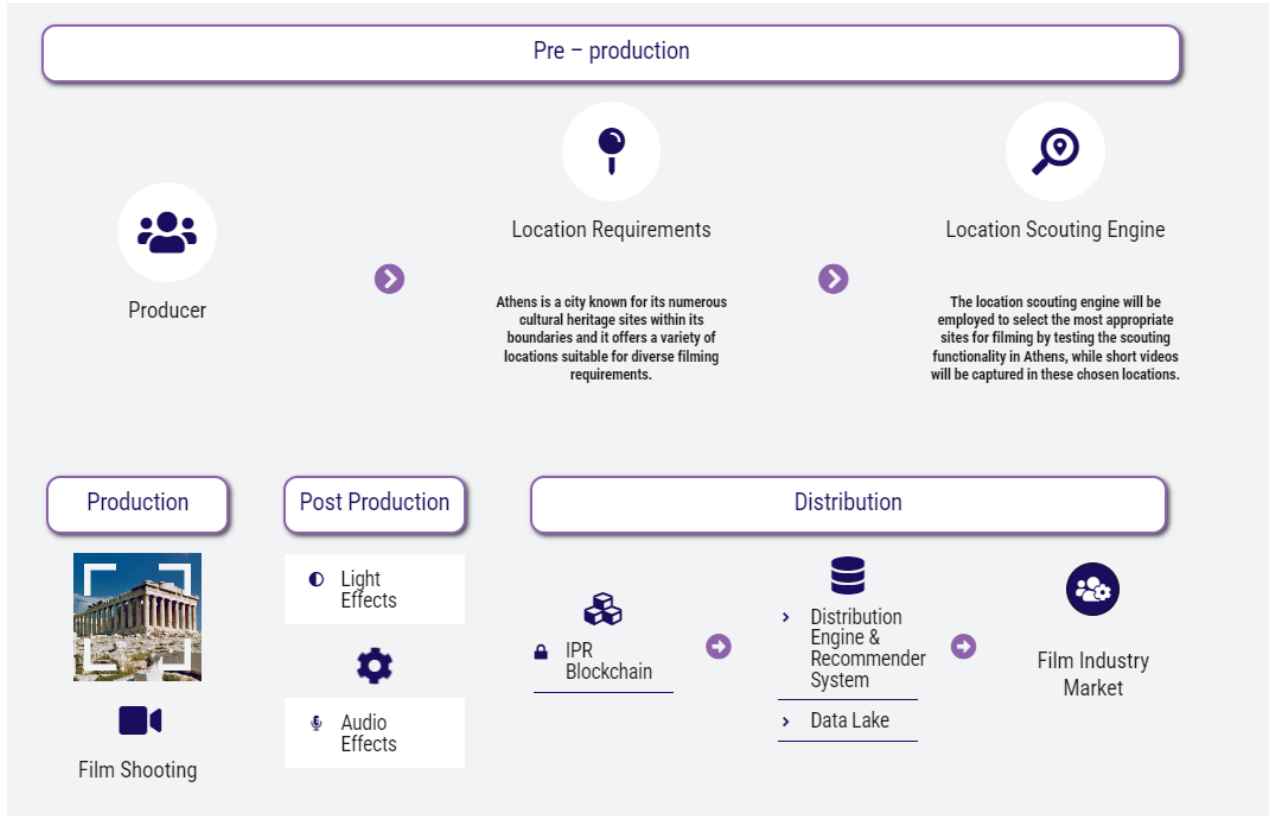 Pre – production
Producer
Location Requirements
Athens is a city known for its numerous
cultural heritage sites within its
boundaries and it offers a variety of
locations suitable for diverse filming
requirements.
Location Scouting Engine
The location scouting engine will be
employed to select the most appropriate
sites for filming by testing the scouting
functionality in Athens, while short videos
will be captured in these chosen locations.
Production
Film Shooting
Post Production
Light
Effects
Audio
Effects
Distribution
IPR
Blockchain
Distribution
Engine &
Recommender
System
Data Lake
Film Industry
Market